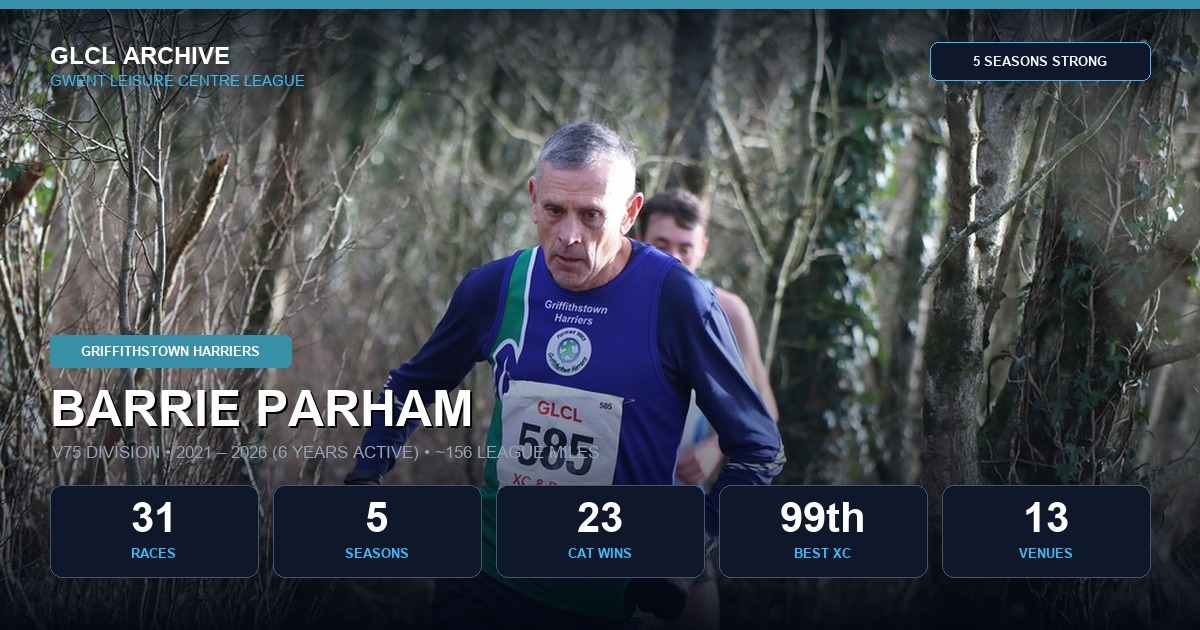 GLCL ARCHIVE
GWENT LEISURE CENTRE LEAGUE
5 SEASONS STRONG
Griffithstown
Harriers
GLCL
585
585
GRIFFITHSTOWN HARRIERS
BARRIE PARHAM
V75 DIVISION • 2021 – 2026 (6 YEARS ACTIVE) • ~156 LEAGUE MILES
XC &
31
RACES
5
SEASONS
23
CAT WINS
99th
BEST XC
13
VENUES